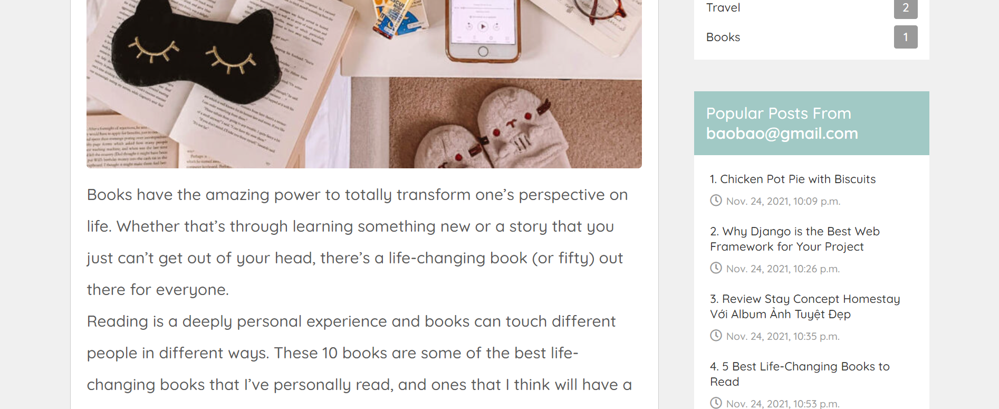 Travel
2
Books
1
Books have the amazing power to totally transform one’s perspective on
life. Whether that’s through learning something new or a story that you
just can’t get out of your head, there’s a life-changing book (or fifty) out
there for everyone.
Reading is a deeply personal experience and books can touch different
people in different ways. These 10 books are some of the best life-
changing books that I’ve personally read, and ones that I think will have a
Popular Posts From
baobao@gmail.com
1. Chicken Pot Pie with Biscuits
Nov. 24, 2021, 10:09 p.m.
2. Why Django is the Best Web
Framework for Your Project
Nov. 24, 2021, 10:26 p.m.
3. Review Stay Concept Homestay
Với Album Ảnh Tuyệt Đẹp
Nov. 24, 2021, 10:35 p.m.
4. 5 Best Life-Changing Books to
Read
Nov. 24, 2021, 10:53 p.m.